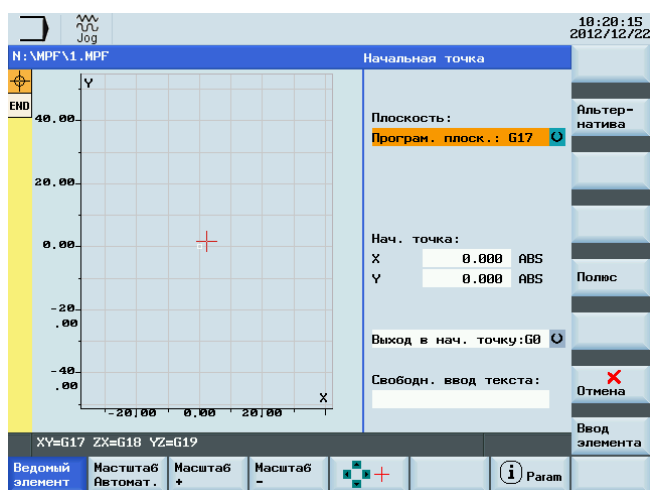 Jog
10:20:15
2012/12/22
N:\MPF\1.MPF
Начальная точка
END
Y
40.00
20.00
0.00
-20
.00
-40
.00
X
-20.00 0.00 20.00
Плоскость:
Програм. плоск.: G17
Нач. точка:
X 0.000 ABS
Y 0.000 ABS
Выход в нач. точку:G0
Свободн. ввод текста:
Альтер-
натива
Полюс
Отмена
Ввод
элемента
XY=G17 ZX=G18 YZ=G19
Ведомый
элемент
Мастштаб
Автомат.
Масштаб
+
Масштаб
-
i Param